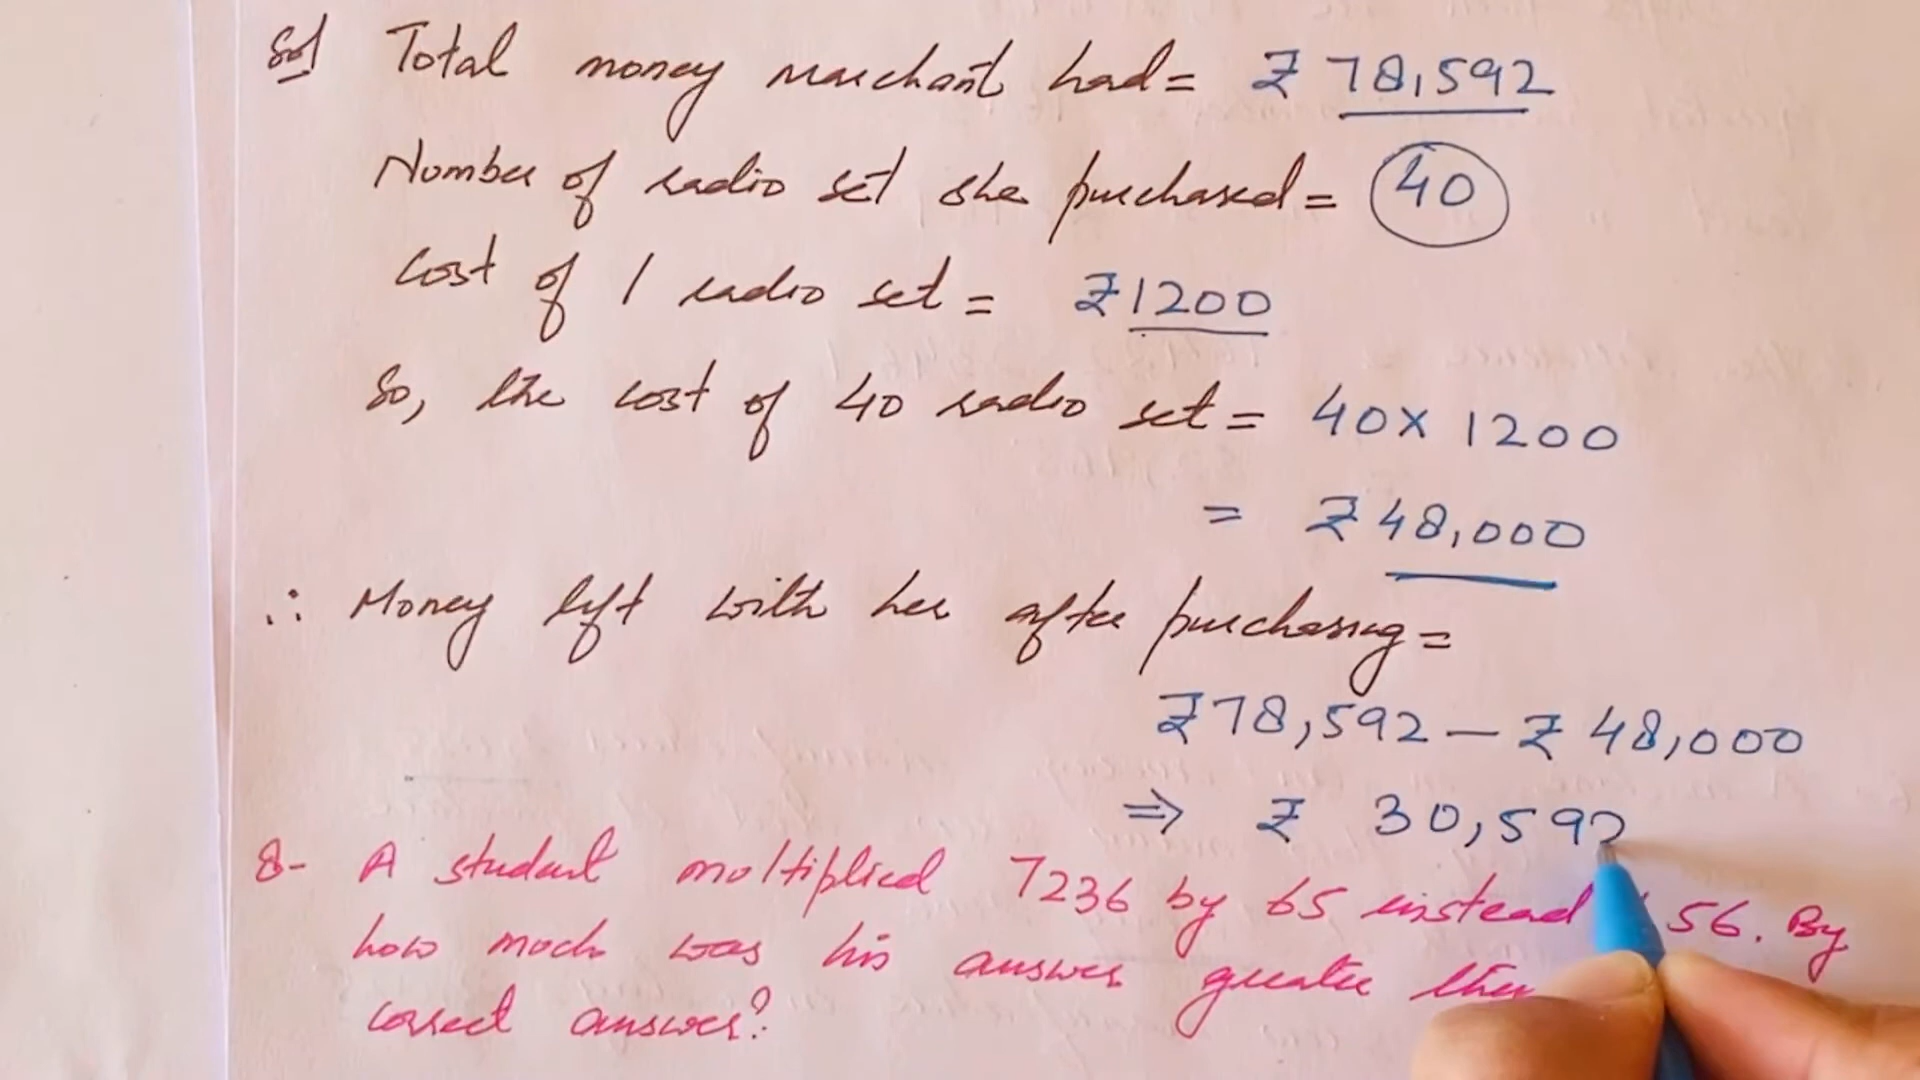 Sol Total money merchant had = ₹ 78,592
Number of radio set she purchased = 40
Cost of 1 radio set = ₹1200
So, the cost of 40 radio set = 40 x 1200
= ₹ 48,000
∴ Money left with her after purchasing =
₹78,592 - ₹ 48,000
⇒ ₹ 30,592
8- A student multiplied 7236 by 65 instead 56. By
how much was his answer greater than
correct answer?